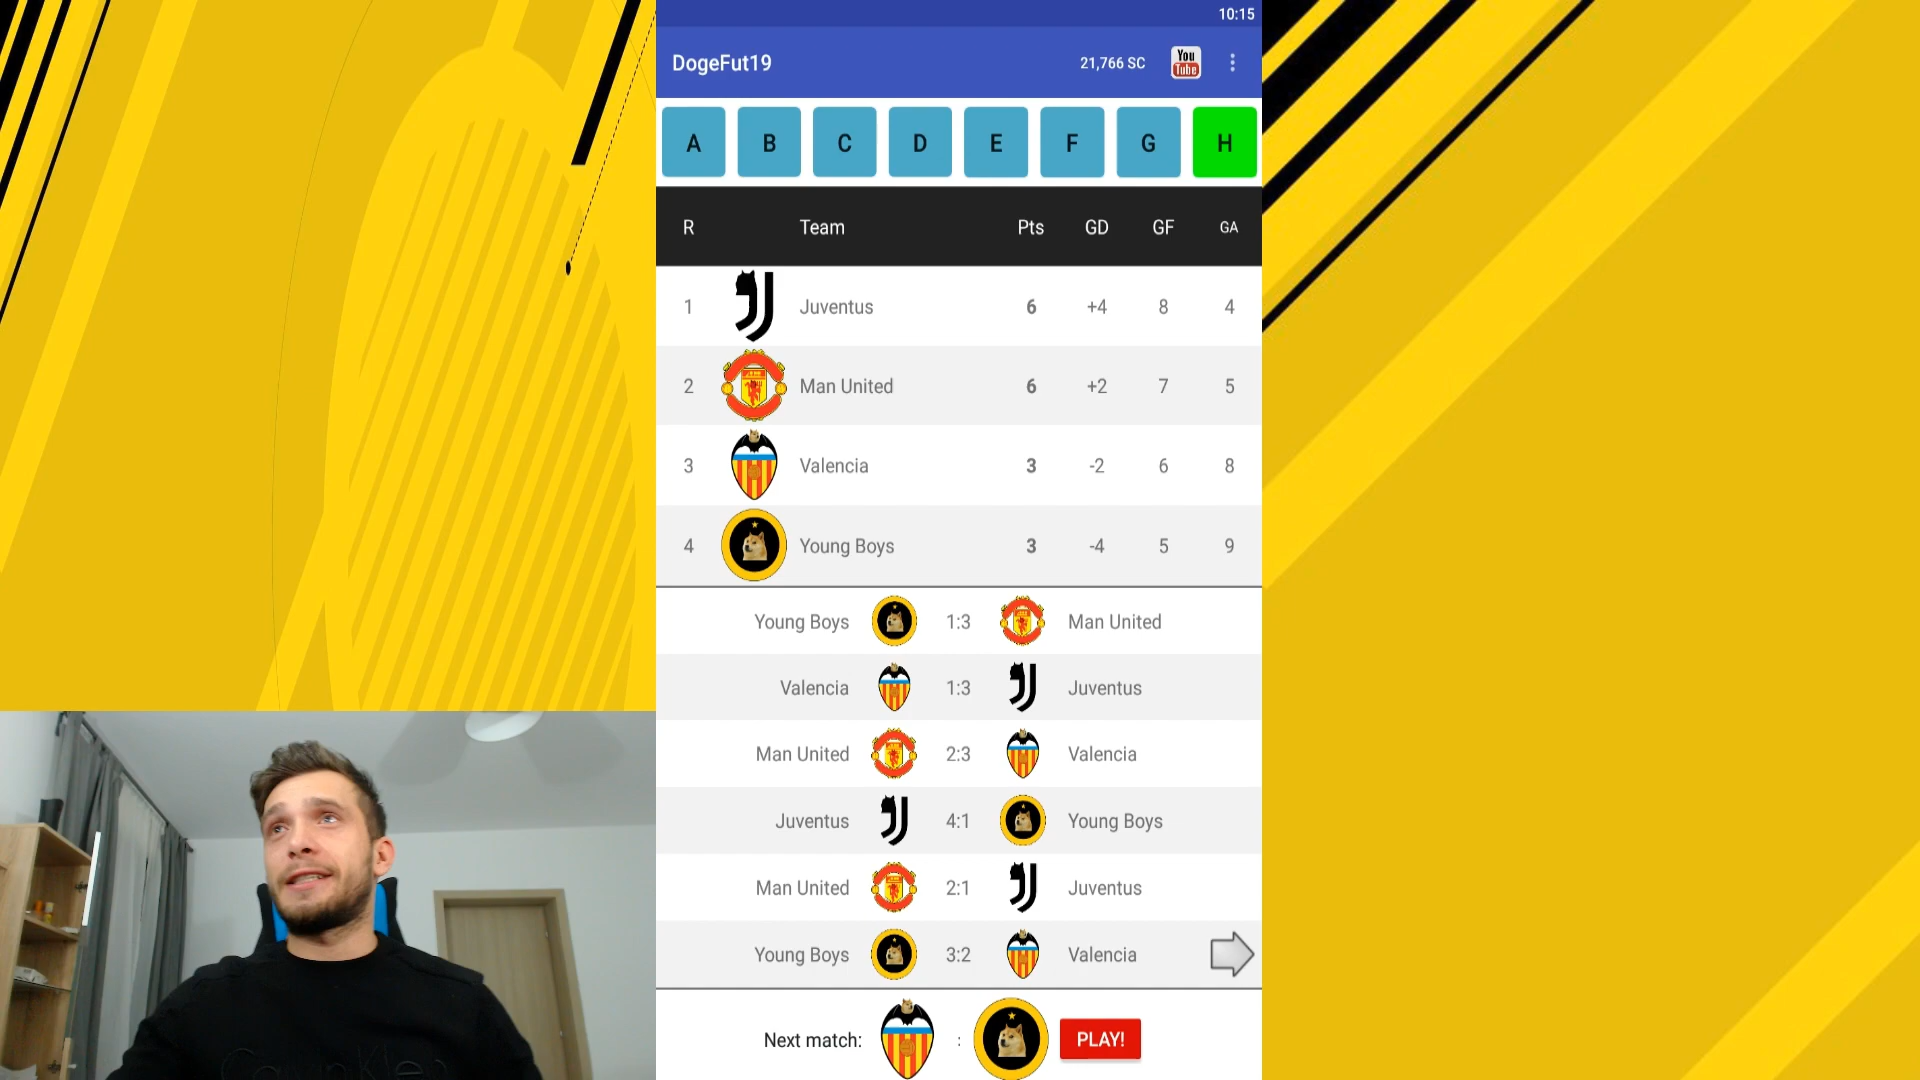 10:15
DogeFut19 21,766 SC You Tube
A B C D E F G H
R Team Pts GD GF GA
1 Juventus 6 +4 8 4
2 Man United 6 +2 7 5
3 Valencia 3 -2 6 8
4 Young Boys 3 -4 5 9
Young Boys 1:3 Man United
Valencia 1:3 Juventus
Man United 2:3 Valencia
Juventus 4:1 Young Boys
Man United 2:1 Juventus
Young Boys 3:2 Valencia
Next match: : PLAY!